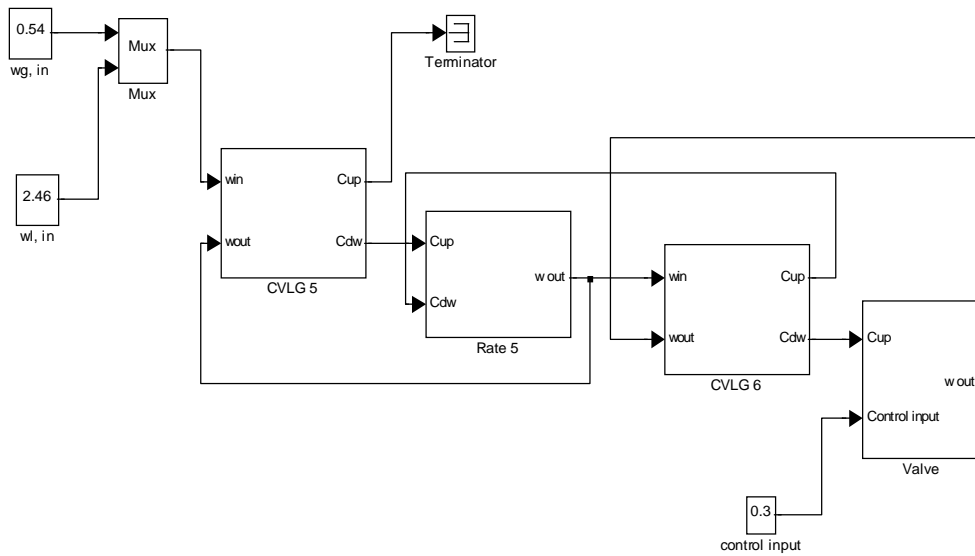 0.54
wg, in
Mux
Mux
Terminator
2.46
wl, in
win
wout
Cup
Cdw
CVLG 5
Cup
Cdw
w out
Rate 5
win
wout
Cup
Cdw
CVLG 6
Cup
Control input
w out
Valve
0.3
control input